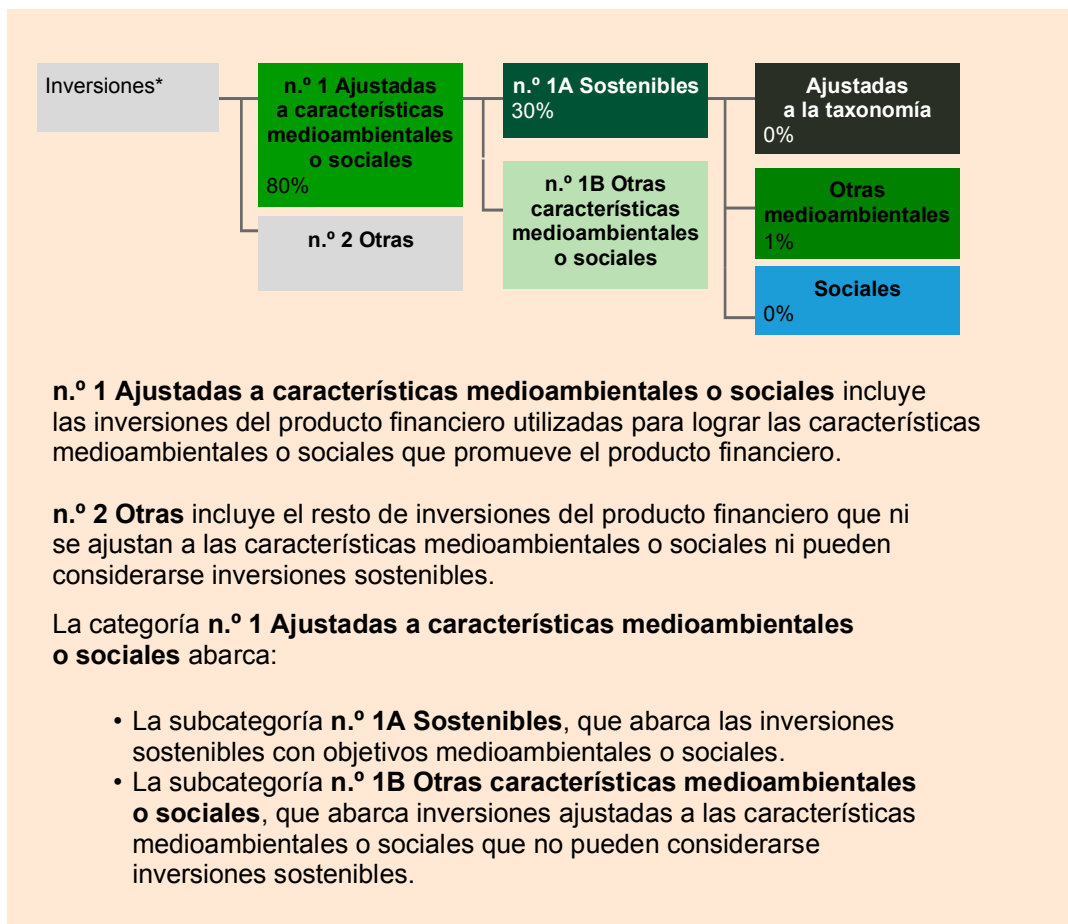 Inversiones*
n.º 1 Ajustadas
a características
medioambientales
o sociales
80%
n.º 2 Otras
n.º 1A Sostenibles
30%
n.º 1B Otras
características
medioambientales
o sociales
Ajustadas
a la taxonomía
0%
Otras
medioambientales
1%
Sociales
0%
n.º 1 Ajustadas a características medioambientales o sociales incluye
las inversiones del producto financiero utilizadas para lograr las características
medioambientales o sociales que promueve el producto financiero.
n.º 2 Otras incluye el resto de inversiones del producto financiero que ni
se ajustan a las características medioambientales o sociales ni pueden
considerarse inversiones sostenibles.
La categoría n.º 1 Ajustadas a características medioambientales
o sociales abarca:
• La subcategoría n.º 1A Sostenibles, que abarca las inversiones
sostenibles con objetivos medioambientales o sociales.
• La subcategoría n.º 1B Otras características medioambientales
o sociales, que abarca inversiones ajustadas a las características
medioambientales o sociales que no pueden considerarse
inversiones sostenibles.